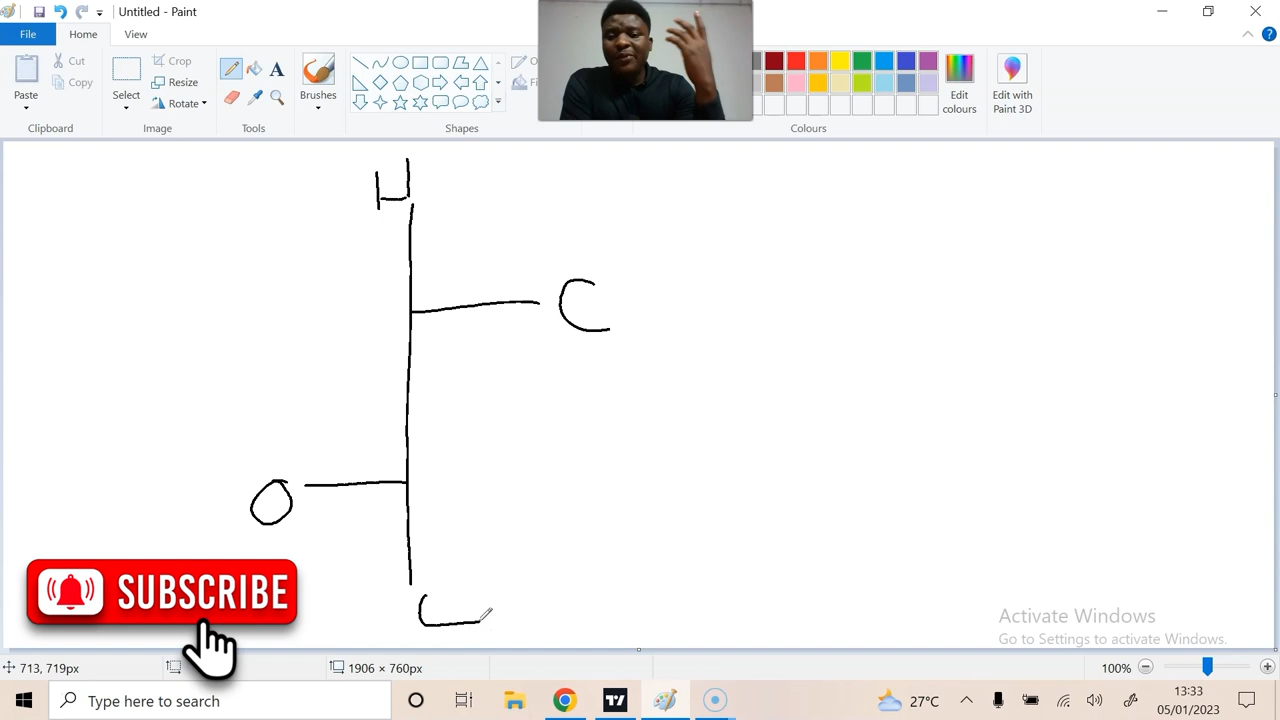 Untitled - Paint
File Home View
Paste
Cut
Copy
Clipboard
Select
Crop
Resize
Rotate
Image
Tools
Brushes
Shapes
Edit colours
Colours
Edit with Paint 3D
H
C
O
L
SUBSCRIBE
Activate Windows
Go to Settings to activate Windows.
713, 719px 1906 × 760px 100%
Type here to search
27°C
13:33
05/01/2023